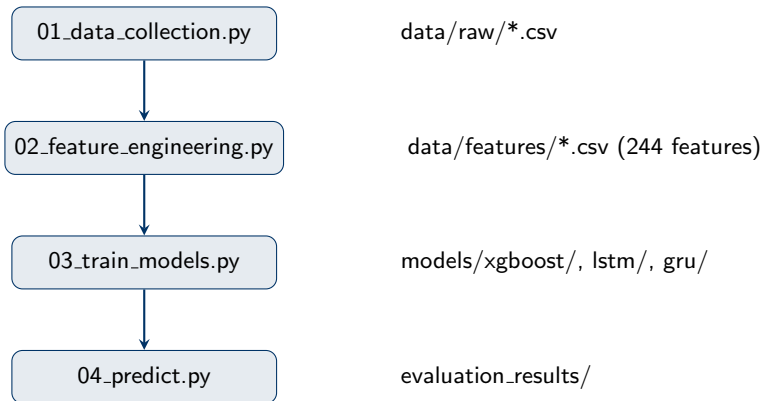 01_data_collection.py data/raw/*.csv
02_feature_engineering.py data/features/*.csv (244 features)
03_train_models.py models/xgboost/, lstm/, gru/
04_predict.py evaluation_results/